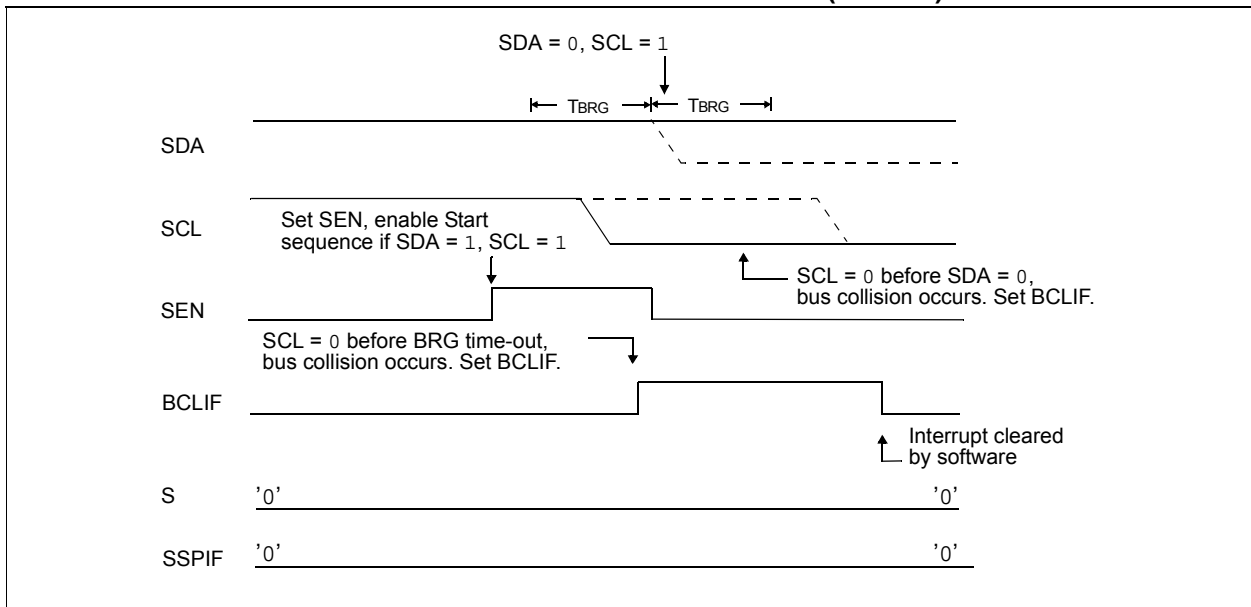 SDA = 0, SCL = 1
TBRG TBRG
SDA
SCL
Set SEN, enable Start
sequence if SDA = 1, SCL = 1
SCL = 0 before SDA = 0,
bus collision occurs. Set BCLIF.
SEN
SCL = 0 before BRG time-out,
bus collision occurs. Set BCLIF.
BCLIF
Interrupt cleared
by software
S '0' '0'
SSPIF '0' '0'